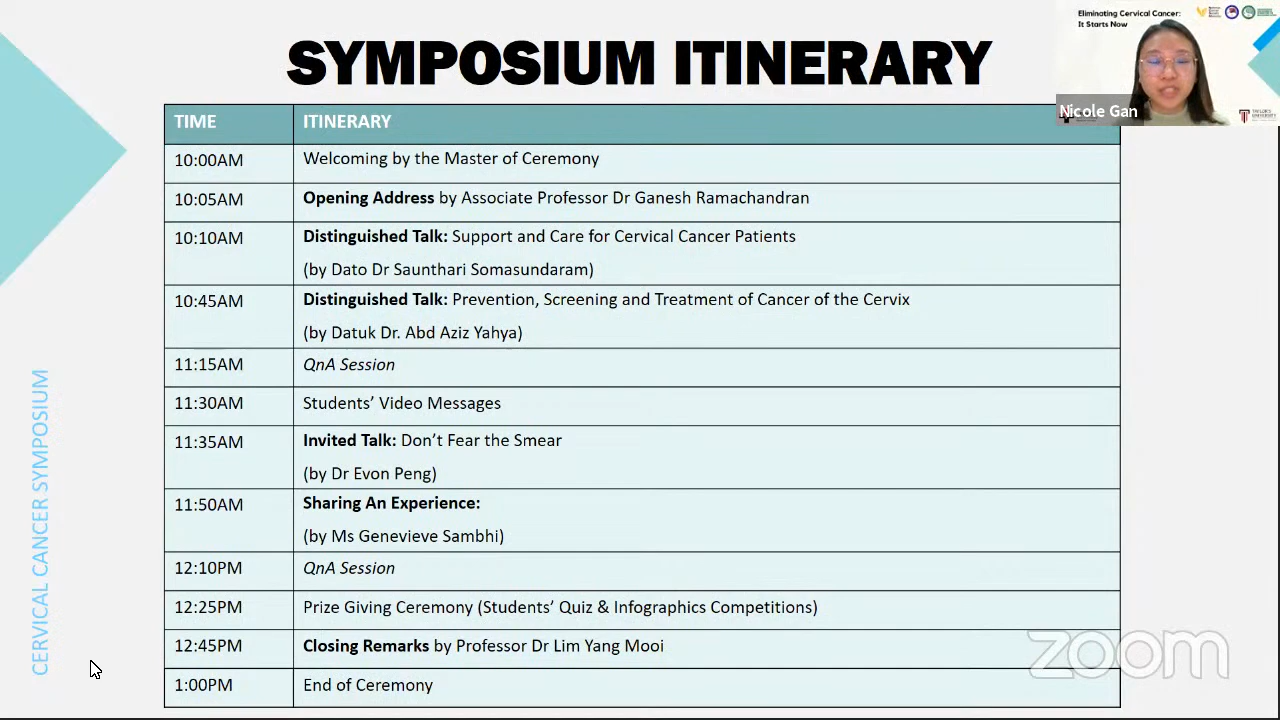 SYMPOSIUM ITINERARY
Eliminating Cervical Cancer:
It Starts Now
Nicole Gan
TAYLOR'S
UNIVERSITY
TIME ITINERARY
10:00AM Welcoming by the Master of Ceremony
10:05AM Opening Address by Associate Professor Dr Ganesh Ramachandran
10:10AM Distinguished Talk: Support and Care for Cervical Cancer Patients
(by Dato Dr Saunthari Somasundaram)
10:45AM Distinguished Talk: Prevention, Screening and Treatment of Cancer of the Cervix
(by Datuk Dr. Abd Aziz Yahya)
11:15AM QnA Session
11:30AM Students’ Video Messages
11:35AM Invited Talk: Don’t Fear the Smear
(by Dr Evon Peng)
11:50AM Sharing An Experience:
(by Ms Genevieve Sambhi)
12:10PM QnA Session
12:25PM Prize Giving Ceremony (Students’ Quiz & Infographics Competitions)
12:45PM Closing Remarks by Professor Dr Lim Yang Mooi
1:00PM End of Ceremony
CERVICAL CANCER SYMPOSIUM
zoom